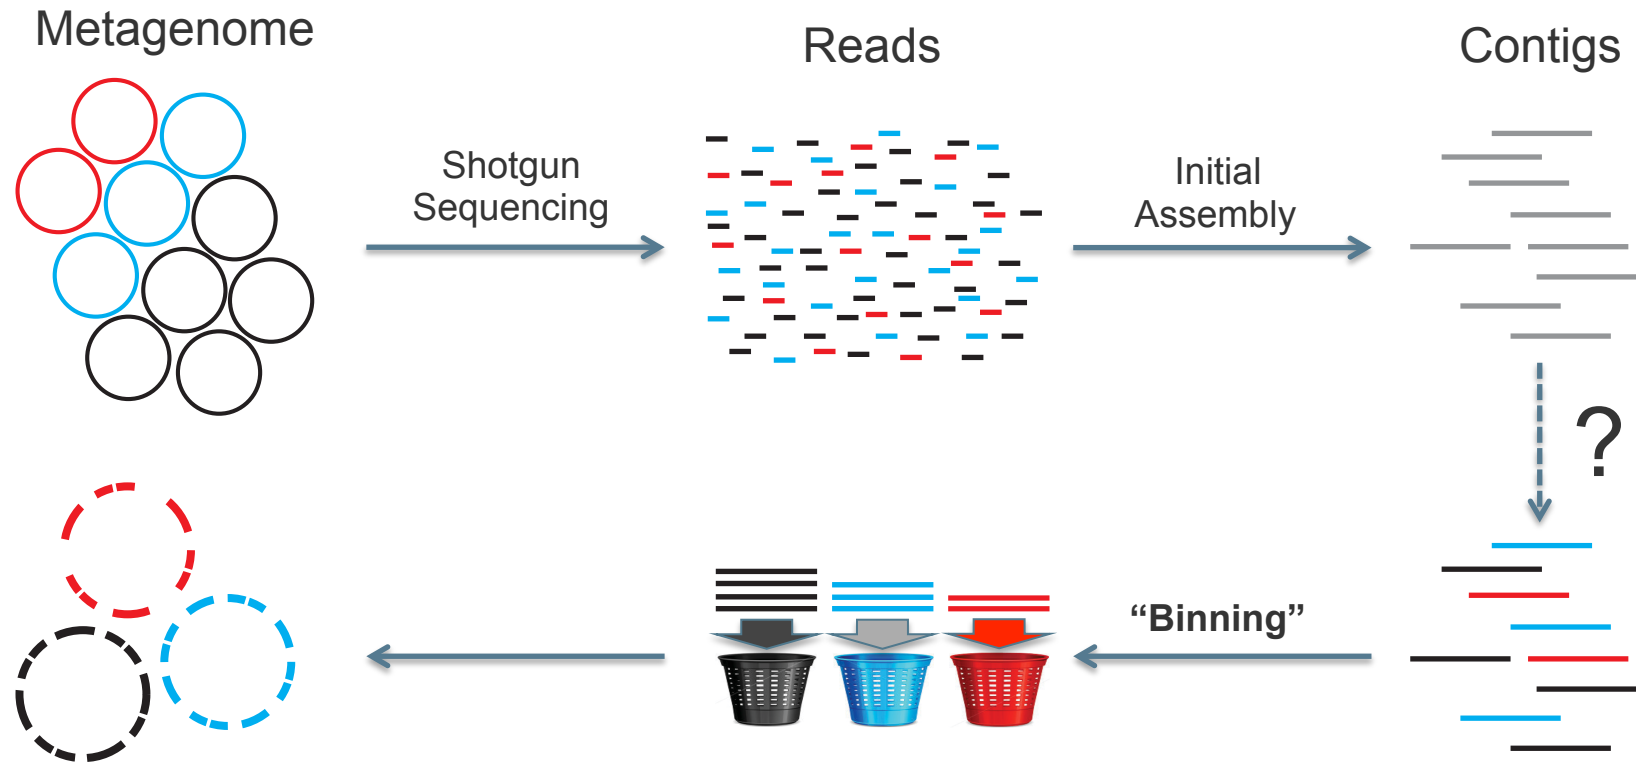 Metagenome
Reads
Contigs
Shotgun
Sequencing
Initial
Assembly
?
“Binning”